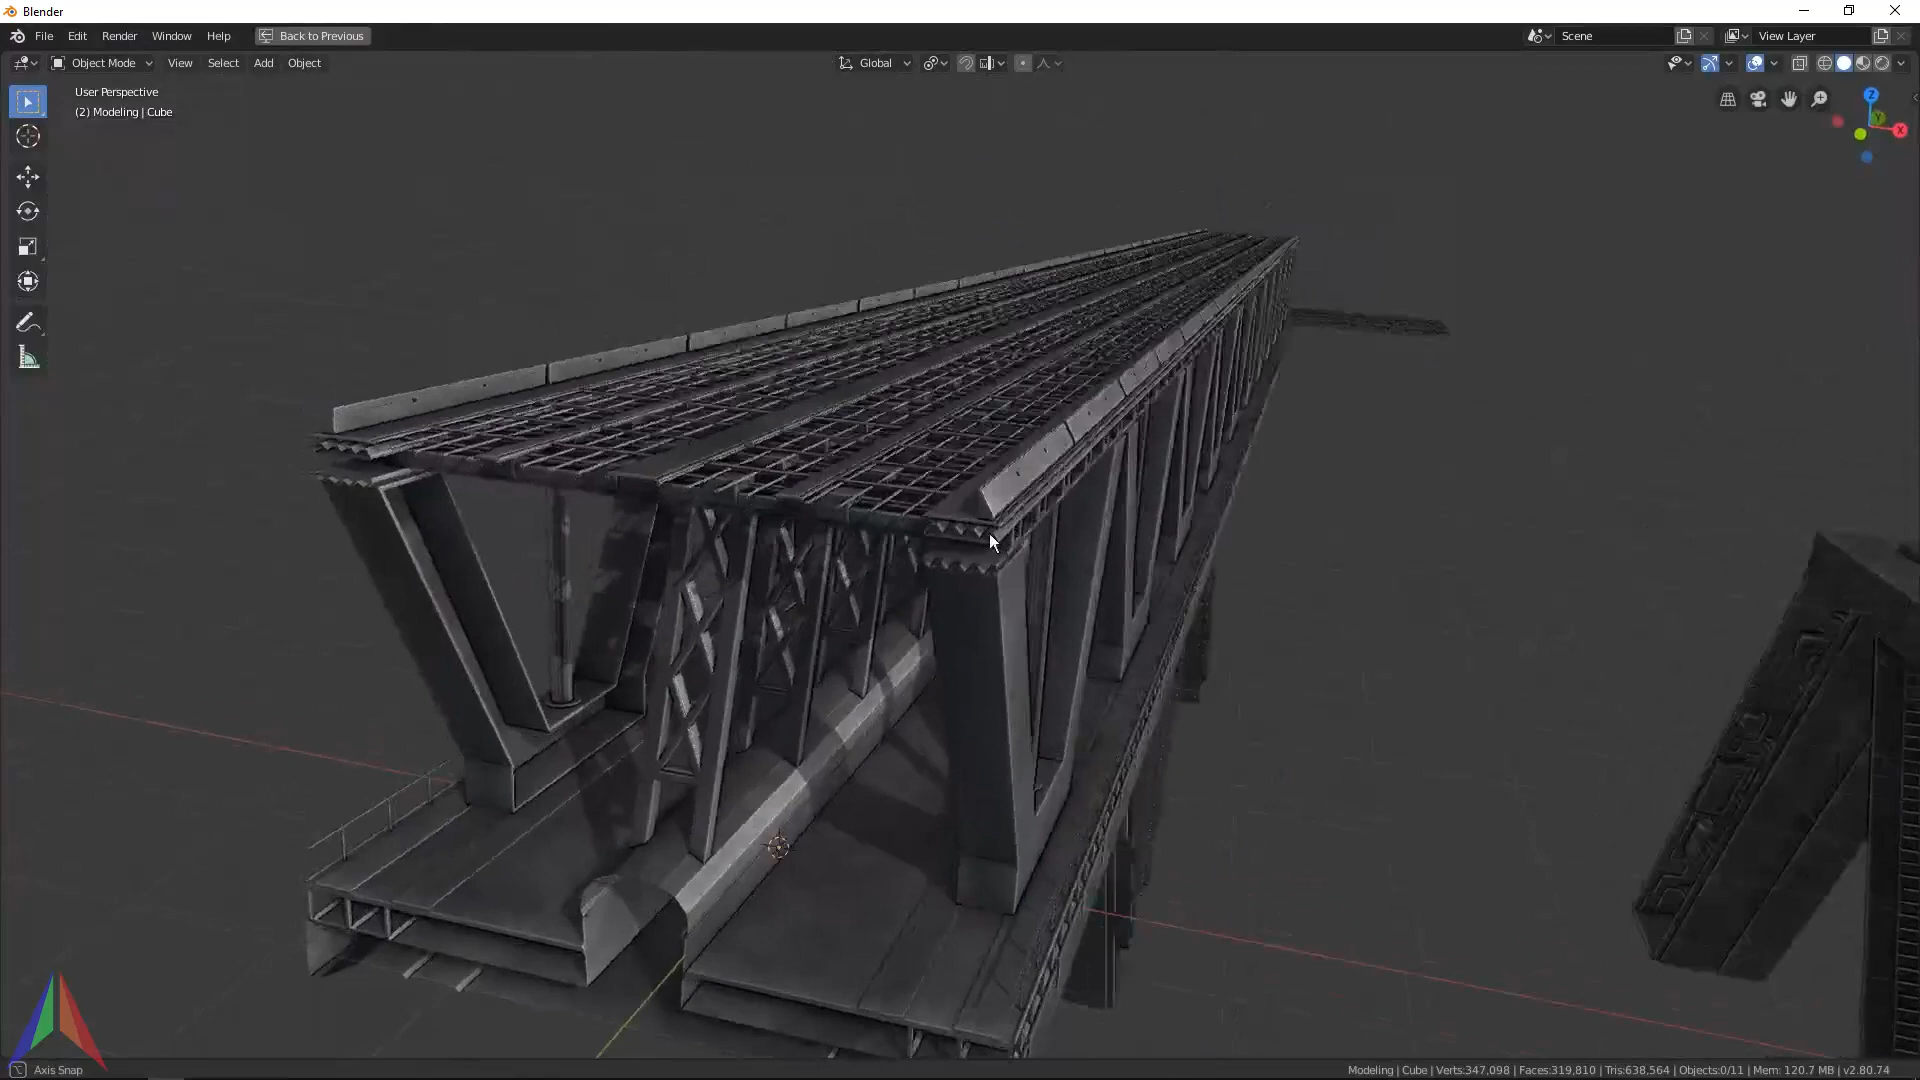 Blender
File Edit Render Window Help Back to Previous Scene View Layer
Object Mode View Select Add Object Global
User Perspective
(2) Modeling | Cube
Z
Y
X
Axis Snap
Modeling | Cube | Verts:347,098 | Faces:319,810 | Tris:638,564 | Objects:0/11 | Mem: 120.7 MB | v2.80.74